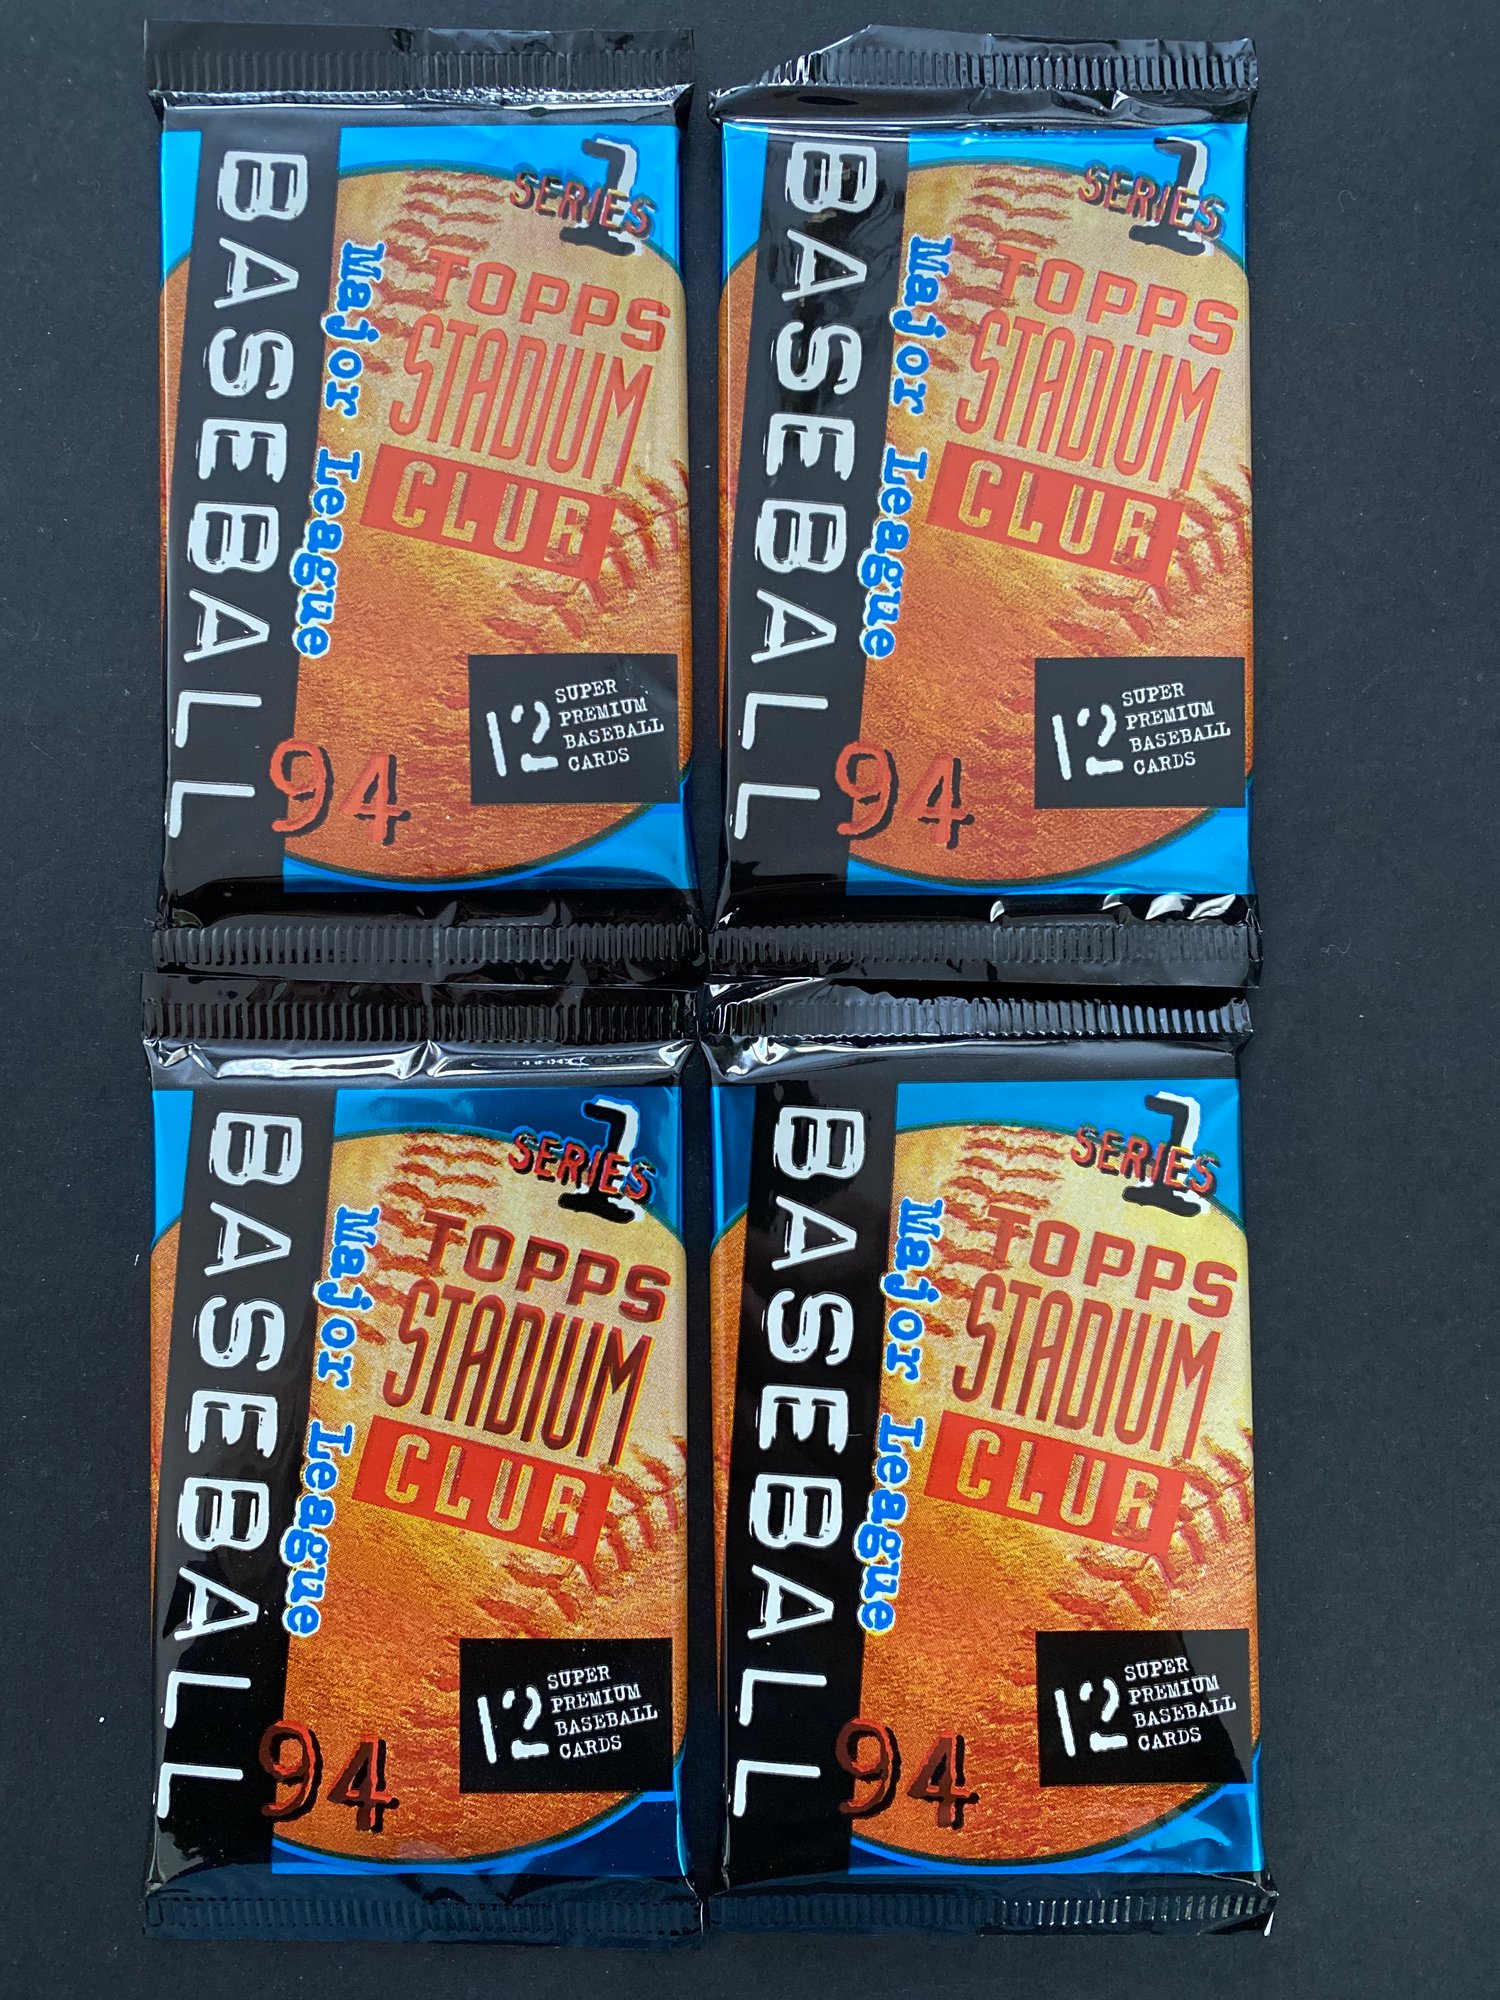 BASEBALL
Major League
SERIES 1
TOPPS
STADIUM
CLUB
12 SUPER
PREMIUM
BASEBALL
CARDS
94
BASEBALL
Major League
SERIES 1
TOPPS
STADIUM
CLUB
12 SUPER
PREMIUM
BASEBALL
CARDS
94
BASEBALL
Major League
SERIES 1
TOPPS
STADIUM
CLUB
12 SUPER
PREMIUM
BASEBALL
CARDS
94
BASEBALL
Major League
SERIES 1
TOPPS
STADIUM
CLUB
12 SUPER
PREMIUM
BASEBALL
CARDS
94